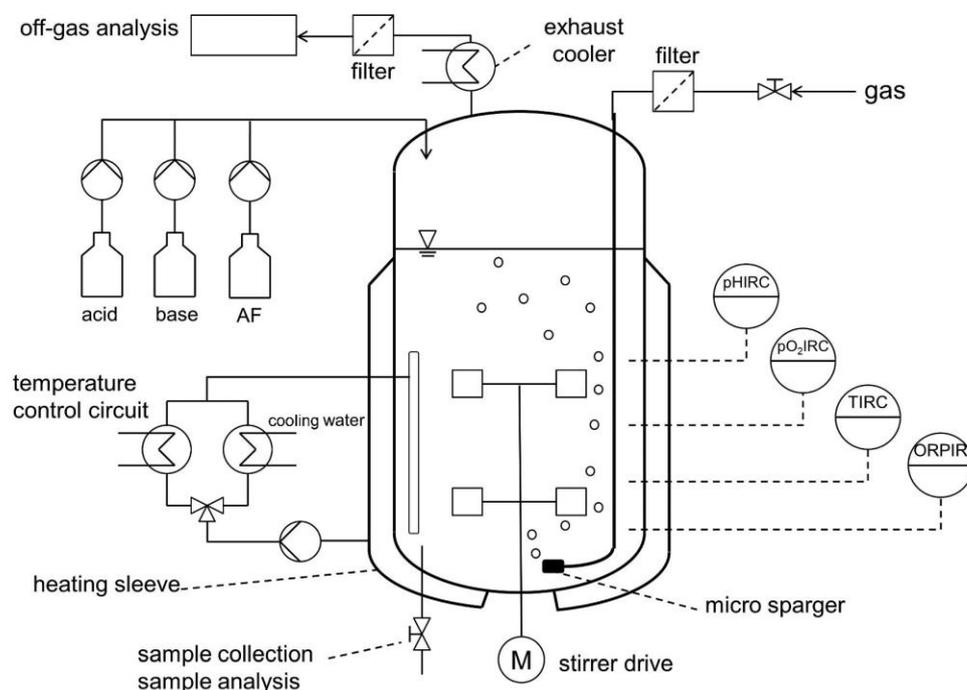 off-gas analysis
filter
exhaust
cooler
filter
gas
acid
base
AF
pHIRC
pO₂IRC
TIRC
ORPIR
temperature
control circuit
cooling water
heating sleeve
micro sparger
sample collection
sample analysis
M
stirrer drive